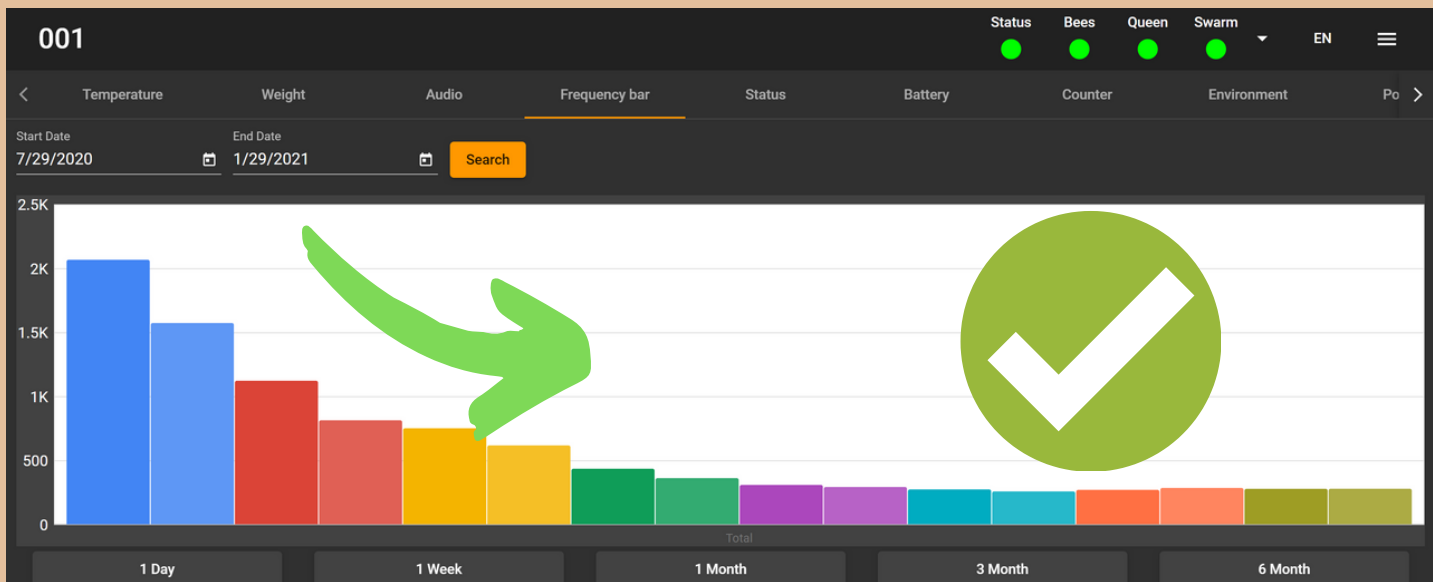 001
Status Bees Queen Swarm
EN
Temperature Weight Audio Frequency bar Status Battery Counter Environment Po
Start Date End Date
7/29/2020 1/29/2021 Search
2.5K
2K
1.5K
1K
500
0
Total
1 Day 1 Week 1 Month 3 Month 6 Month